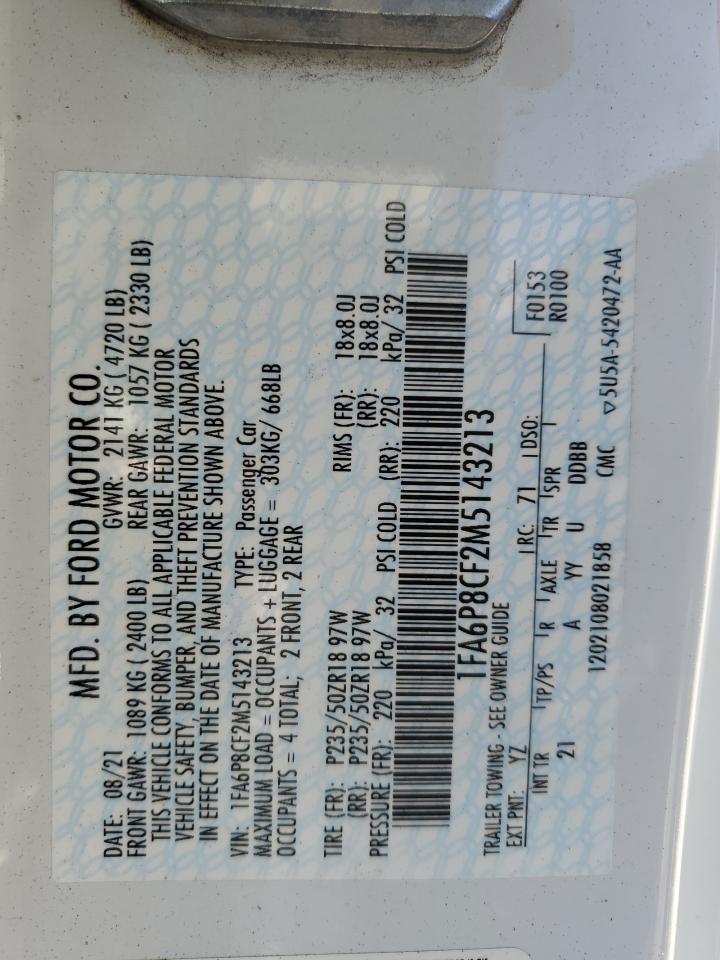 MFD. BY FORD MOTOR CO.
DATE: 08/21 GVWR: 2141 KG ( 4720 LB)
FRONT GAWR: 1089 KG ( 2400 LB) REAR GAWR: 1057 KG ( 2330 LB)
THIS VEHICLE CONFORMS TO ALL APPLICABLE FEDERAL MOTOR
VEHICLE SAFETY, BUMPER, AND THEFT PREVENTION STANDARDS
IN EFFECT ON THE DATE OF MANUFACTURE SHOWN ABOVE.
VIN: 1FA6P8CF2M5143213 TYPE: Passenger Car
MAXIMUM LOAD = OCCUPANTS + LUGGAGE = 303KG/ 668LB
OCCUPANTS = 4 TOTAL; 2 FRONT, 2 REAR
TIRE (FR): P235/50ZR18 97W RIMS (FR): 18x8.0J
(RR): P235/50ZR18 97W (RR): 18x8.0J
PRESSURE (FR): 220 kPa/ 32 PSI COLD (RR): 220 kPa/ 32 PSI COLD
1FA6P8CF2M5143213
TRAILER TOWING - SEE OWNER GUIDE
EXT PNT: YZ RC: 71 DSO: F0153
R0100
INT TR TP/PS R AXLE TR SPR
21 A YY U DDBB
1202108021858 CMC ▽5U5A-5420472-AA